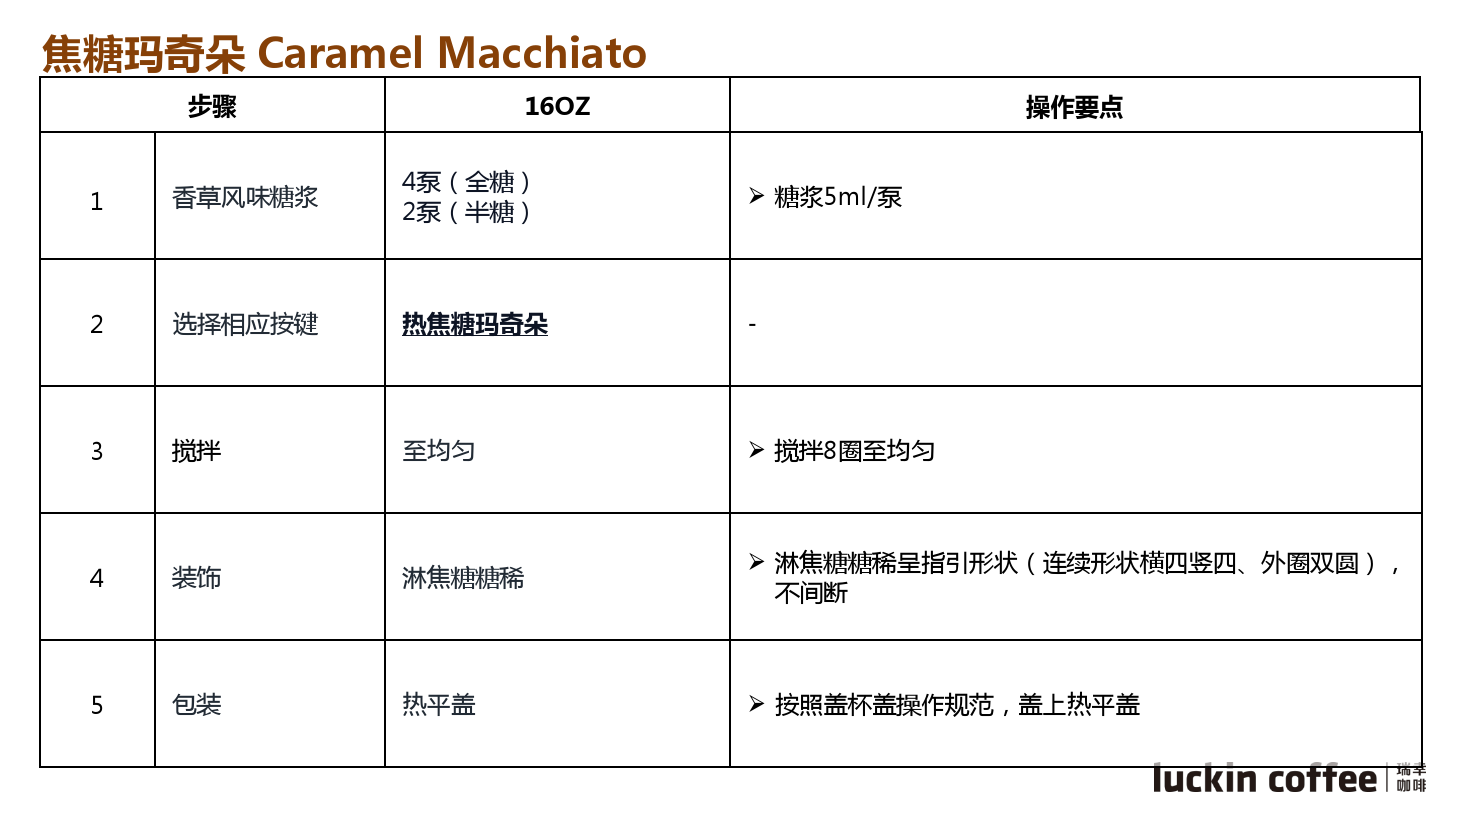 焦糖玛奇朵 Caramel Macchiato
步骤
16OZ
操作要点
1
香草风味糖浆
4泵（全糖）
2泵（半糖）
➢ 糖浆5ml/泵
2
选择相应按键
热焦糖玛奇朵
-
3
搅拌
至均匀
➢ 搅拌8圈至均匀
4
装饰
淋焦糖糖稀
➢ 淋焦糖糖稀呈指引形状（连续形状横四竖四、外圈双圆），
不间断
5
包装
热平盖
➢ 按照盖杯盖操作规范，盖上热平盖
luckin coffee
瑞幸
咖啡